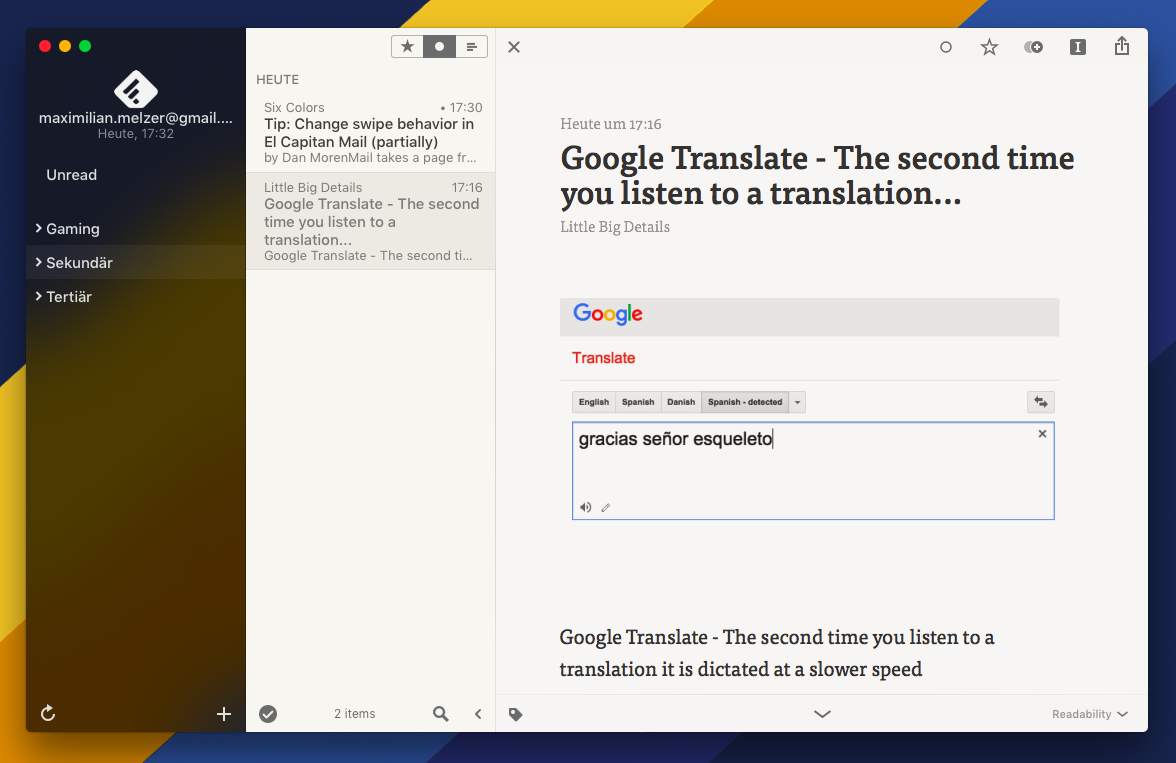 maximilian.melzer@gmail....
Heute, 17:32
Unread
Gaming
Sekundär
Tertiär
HEUTE
Six Colors • 17:30
Tip: Change swipe behavior in
El Capitan Mail (partially)
by Dan MorenMail takes a page fr...
Little Big Details 17:16
Google Translate - The second
time you listen to a
translation...
Google Translate - The second ti...
2 items
Heute um 17:16
Google Translate - The second time
you listen to a translation...
Little Big Details
Google
Translate
English Spanish Danish Spanish - detected
gracias señor esqueleto
Google Translate - The second time you listen to a
translation it is dictated at a slower speed
Readability